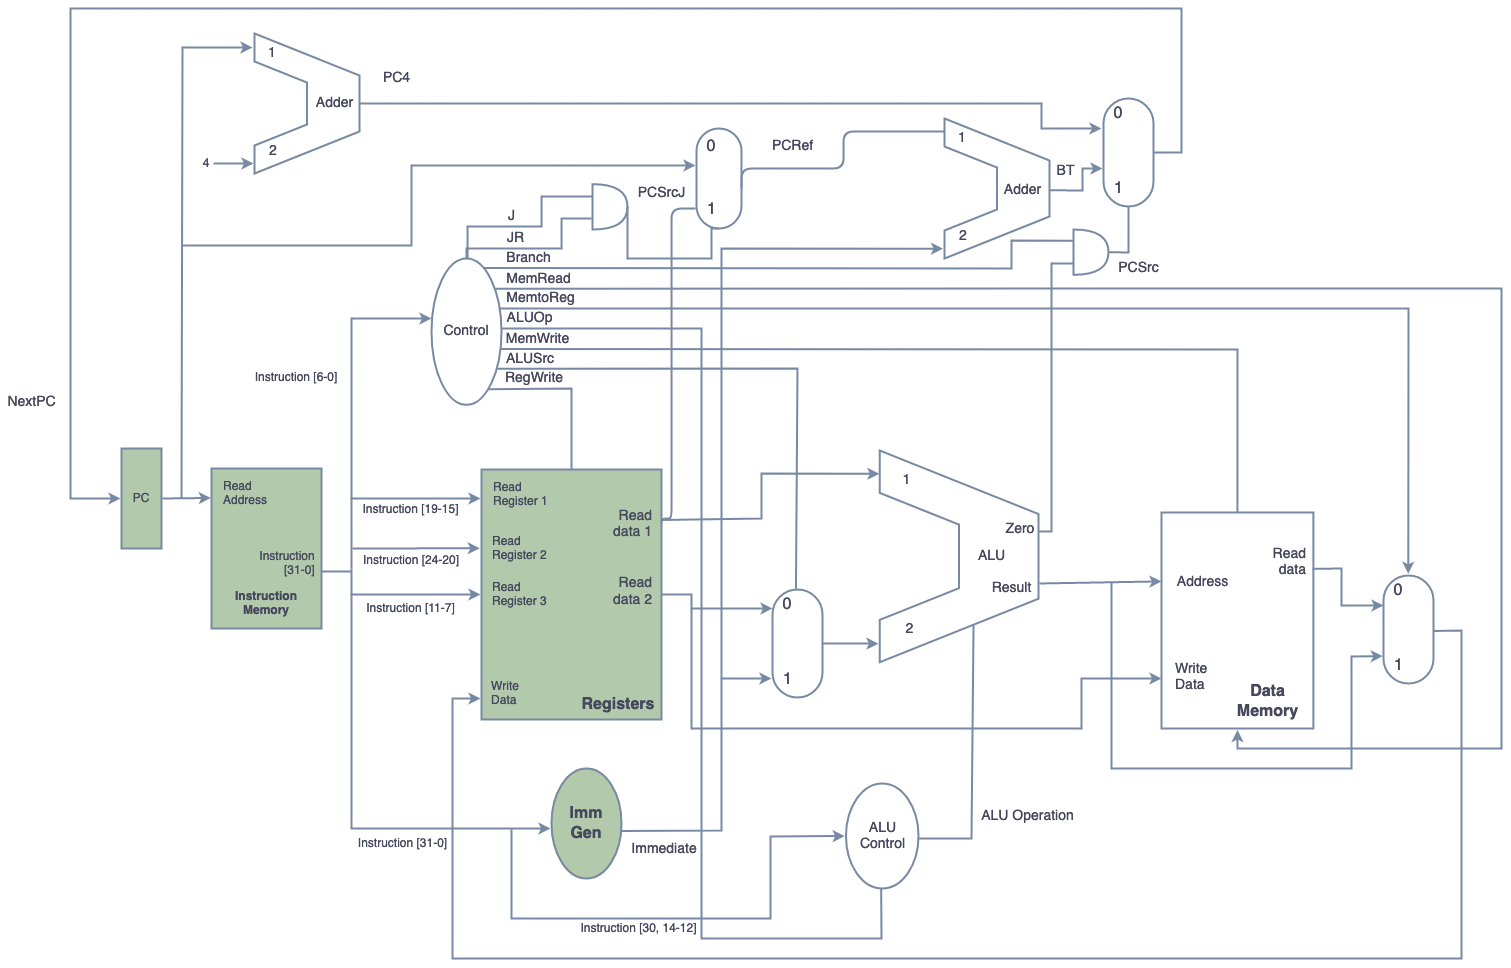 1
PC4
Adder
2
4
0
PCRef
1
PCSrcJ
1
0
BT
Adder
1
2
J
JR
Branch
PCSrc
MemRead
MemtoReg
ALUOp
Control
MemWrite
ALUSrc
RegWrite
Instruction [6-0]
NextPC
PC
Read
Address
Instruction
[31-0]
Instruction
Memory
Instruction [19-15]
Instruction [24-20]
Instruction [11-7]
Read
Register 1
Read
Register 2
Read
Register 3
Read
data 1
Read
data 2
Write
Data
Registers
0
1
1
Zero
ALU
Result
2
Address
Read
data
Write
Data
Data
Memory
0
1
Imm
Gen
Immediate
Instruction [31-0]
ALU
Control
ALU Operation
Instruction [30, 14-12]